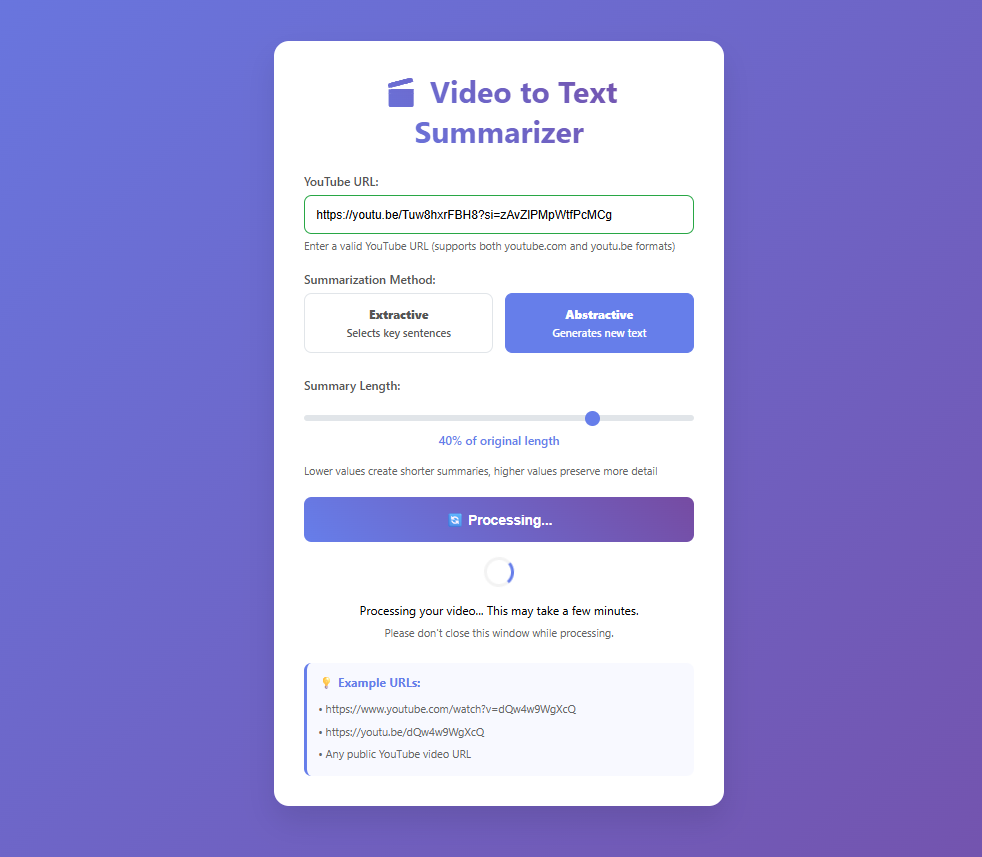 🎬 Video to Text
Summarizer
YouTube URL:
https://youtu.be/Tuw8hxrFBH8?si=zAvZlPMpWtfPcMCg
Enter a valid YouTube URL (supports both youtube.com and youtu.be formats)
Summarization Method:
Extractive
Selects key sentences
Abstractive
Generates new text
Summary Length:
40% of original length
Lower values create shorter summaries, higher values preserve more detail
🔄 Processing...
Processing your video... This may take a few minutes.
Please don't close this window while processing.
💡 Example URLs:
• https://www.youtube.com/watch?v=dQw4w9WgXcQ
• https://youtu.be/dQw4w9WgXcQ
• Any public YouTube video URL